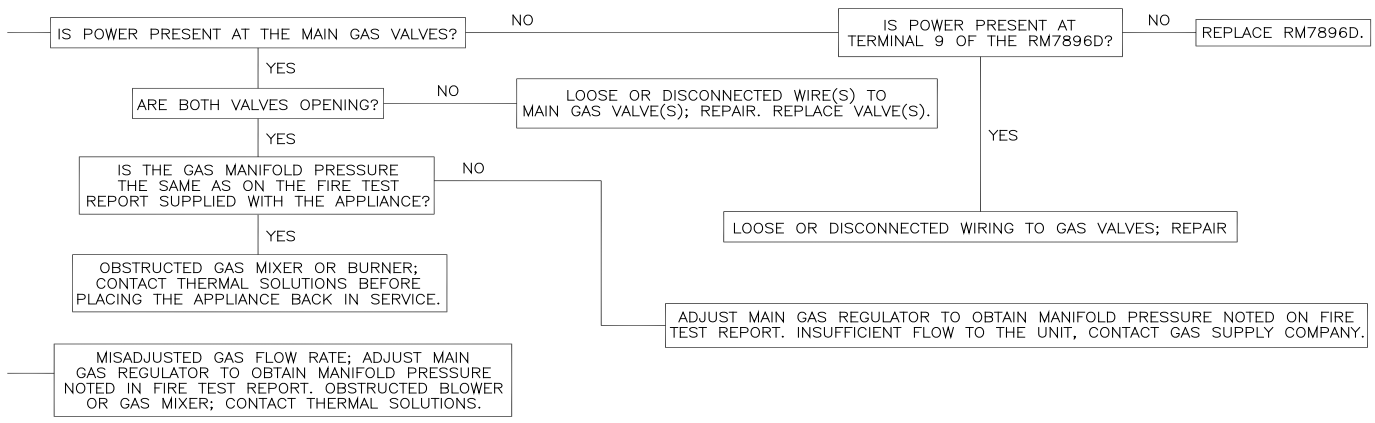 IS POWER PRESENT AT THE MAIN GAS VALVES?
NO
IS POWER PRESENT AT
TERMINAL 9 OF THE RM7896D?
NO
REPLACE RM7896D.
YES
ARE BOTH VALVES OPENING?
NO
LOOSE OR DISCONNECTED WIRE(S) TO
MAIN GAS VALVE(S); REPAIR. REPLACE VALVE(S).
YES
YES
IS THE GAS MANIFOLD PRESSURE
THE SAME AS ON THE FIRE TEST
REPORT SUPPLIED WITH THE APPLIANCE?
NO
LOOSE OR DISCONNECTED WIRING TO GAS VALVES; REPAIR
YES
OBSTRUCTED GAS MIXER OR BURNER;
CONTACT THERMAL SOLUTIONS BEFORE
PLACING THE APPLIANCE BACK IN SERVICE.
ADJUST MAIN GAS REGULATOR TO OBTAIN MANIFOLD PRESSURE NOTED ON FIRE
TEST REPORT. INSUFFICIENT FLOW TO THE UNIT, CONTACT GAS SUPPLY COMPANY.
MISADJUSTED GAS FLOW RATE; ADJUST MAIN
GAS REGULATOR TO OBTAIN MANIFOLD PRESSURE
NOTED IN FIRE TEST REPORT. OBSTRUCTED BLOWER
OR GAS MIXER; CONTACT THERMAL SOLUTIONS.